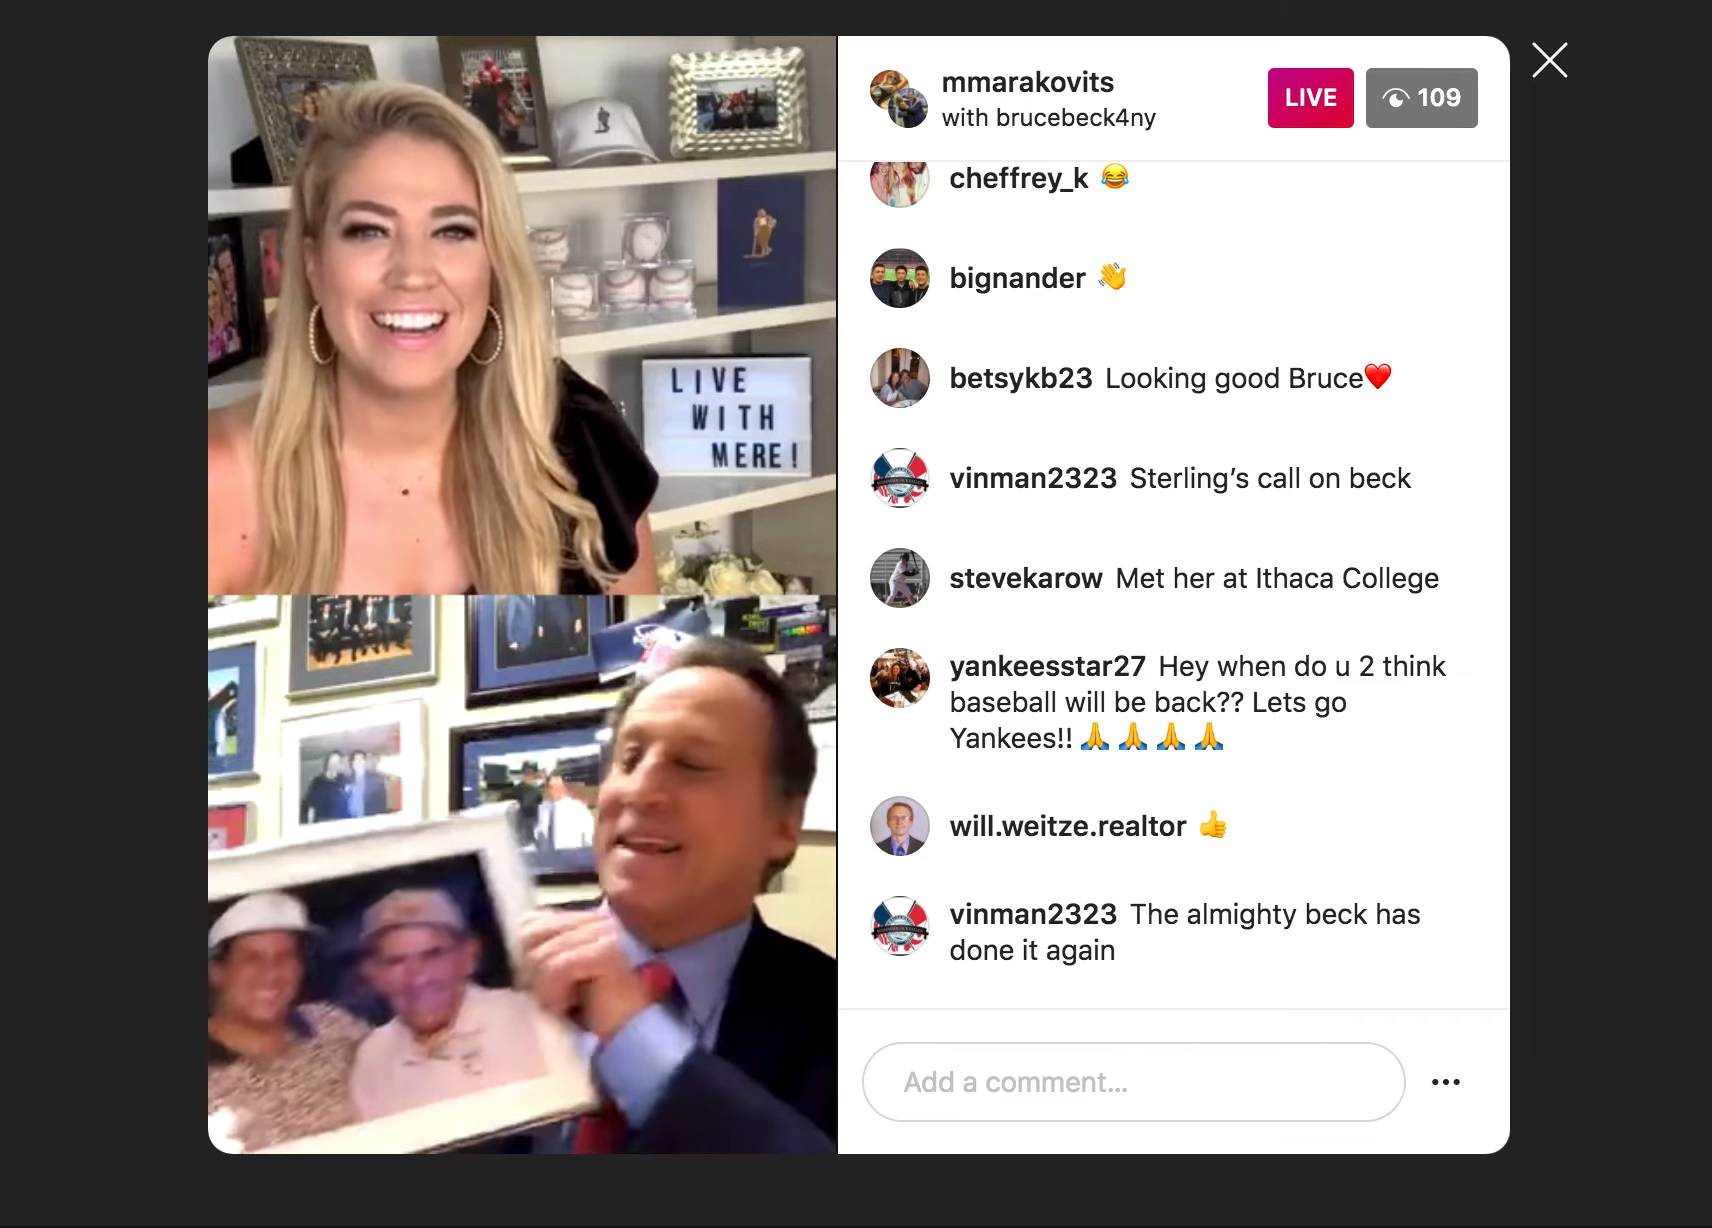 mmarakovits
with brucebeck4ny
LIVE
109
cheffrey_k 😂
bignander 👋
betsykb23 Looking good Bruce❤️
vinman2323 Sterling’s call on beck
stevekarow Met her at Ithaca College
yankeesstar27 Hey when do u 2 think
baseball will be back?? Lets go
Yankees!! 🙏 🙏 🙏 🙏
will.weitze.realtor 👍
vinman2323 The almighty beck has
done it again
Add a comment...
LIVE
WITH
MERE!